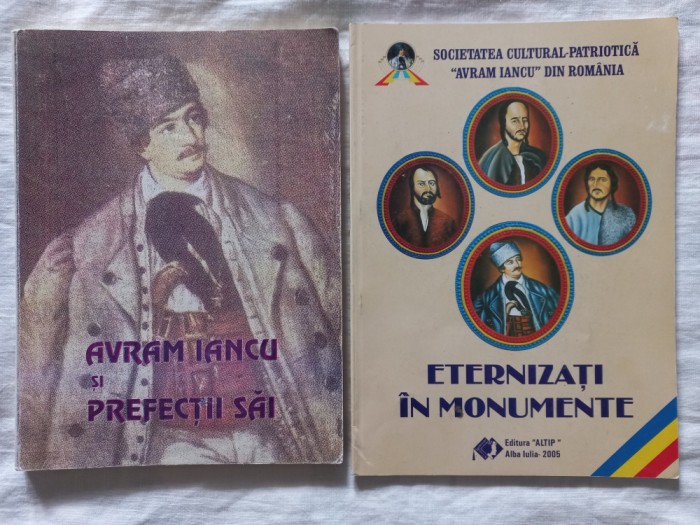 AVRAM IANCU
ȘI
PREFECȚII SĂI
SOCIETATEA CULTURAL-PATRIOTICĂ
"AVRAM IANCU" DIN ROMÂNIA
ETERNIZAȚI
ÎN MONUMENTE
Editura "ALTIP"
Alba Iulia- 2005